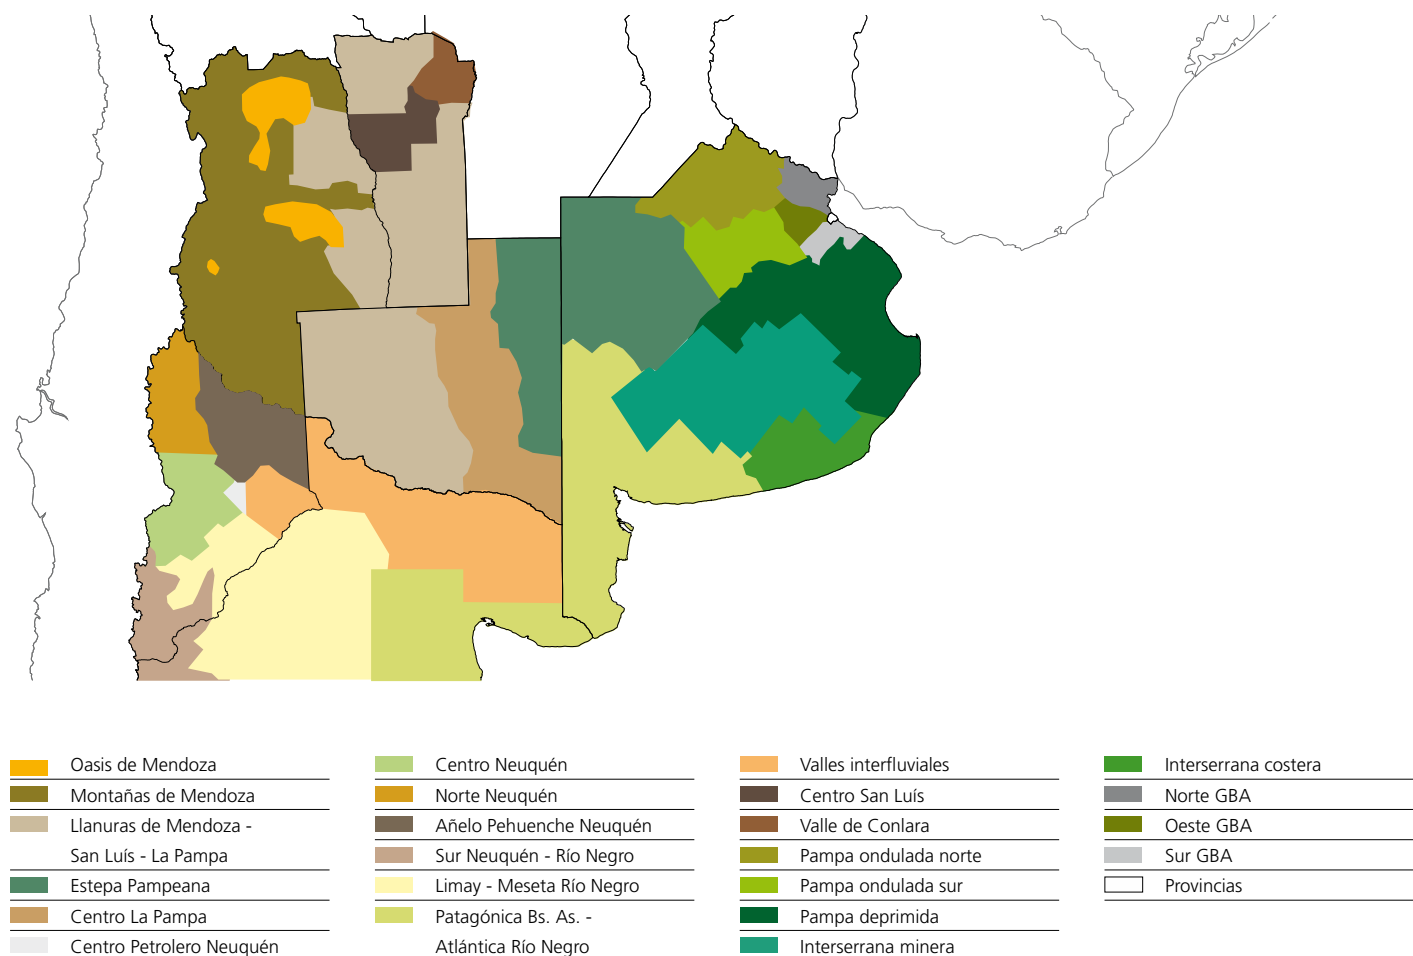 Oasis de Mendoza
Montañas de Mendoza
Llanuras de Mendoza -
San Luís - La Pampa
Estepa Pampeana
Centro La Pampa
Centro Petrolero Neuquén
Centro Neuquén
Norte Neuquén
Añelo Pehuenche Neuquén
Sur Neuquén - Río Negro
Limay - Meseta Río Negro
Patagónica Bs. As. -
Atlántica Río Negro
Valles interfluviales
Centro San Luís
Valle de Conlara
Pampa ondulada norte
Pampa ondulada sur
Pampa deprimida
Interserrana minera
Interserrana costera
Norte GBA
Oeste GBA
Sur GBA
Provincias